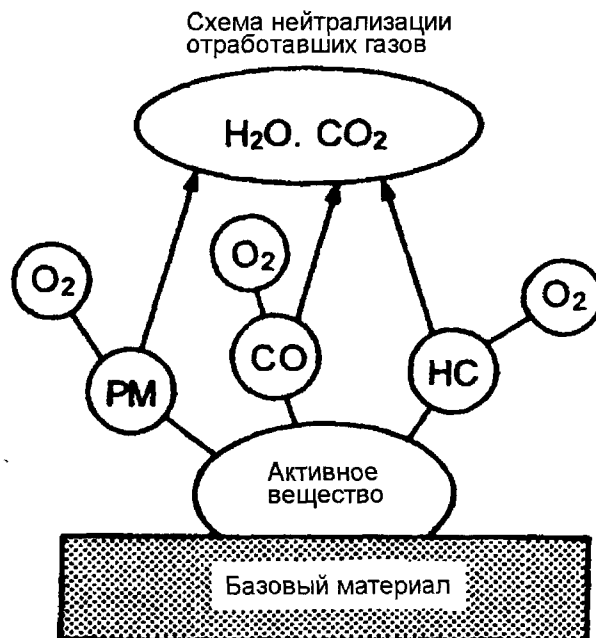 Схема нейтрализации
отработавших газов
H₂O. CO₂
O₂
O₂
O₂
CO
HC
PM
Активное
вещество
Базовый материал